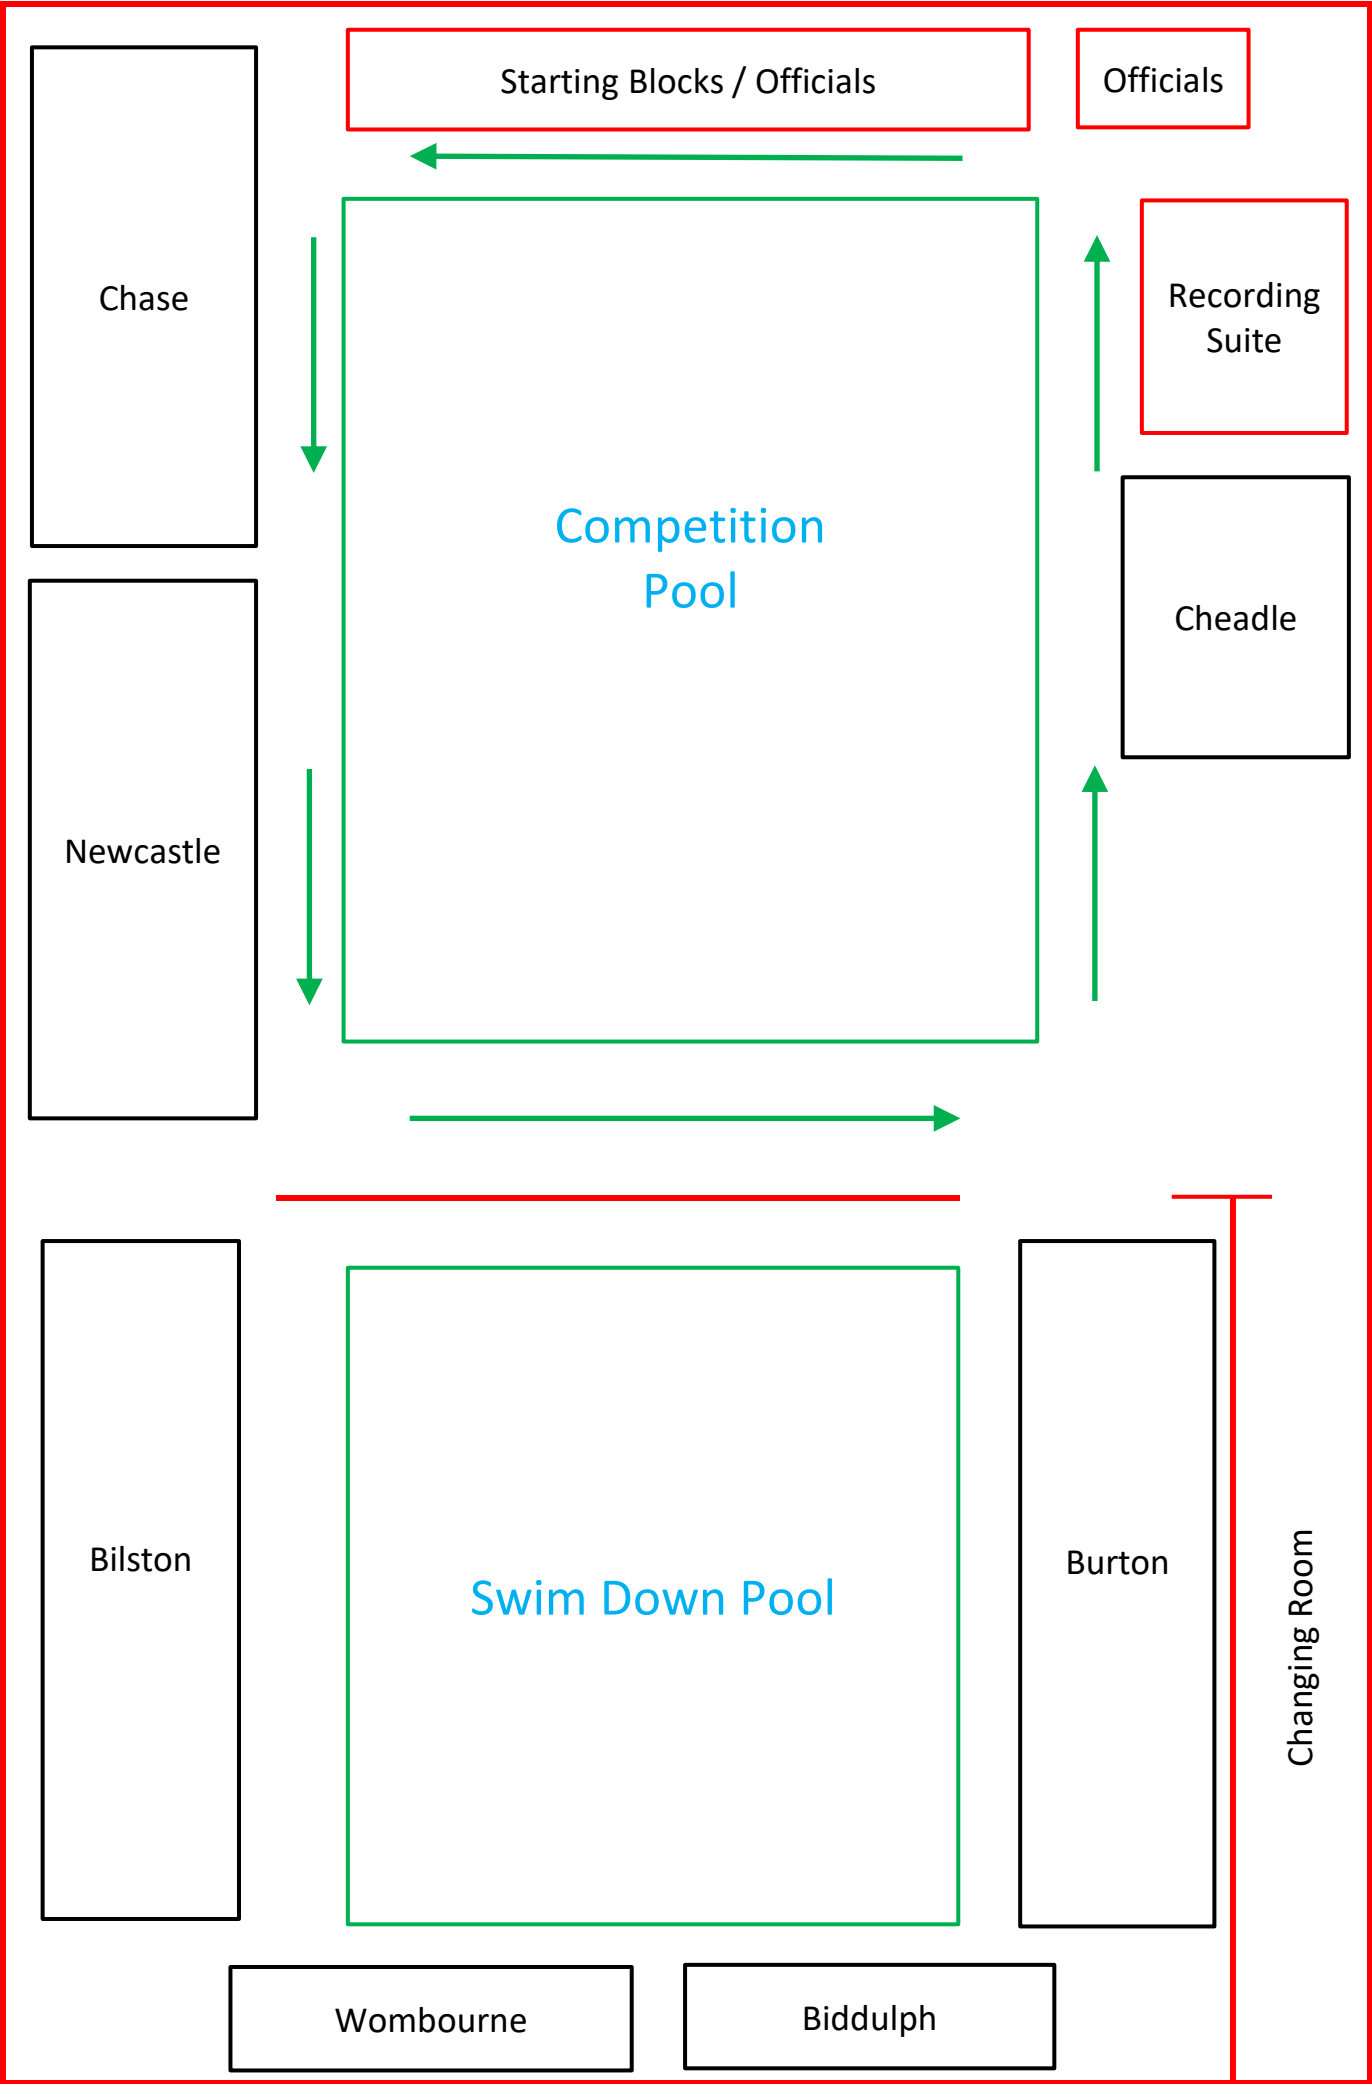 Starting Blocks / Officials
Officials
Chase
Recording
Suite
Competition
Pool
Cheadle
Newcastle
Bilston
Swim Down Pool
Burton
Changing Room
Wombourne
Biddulph